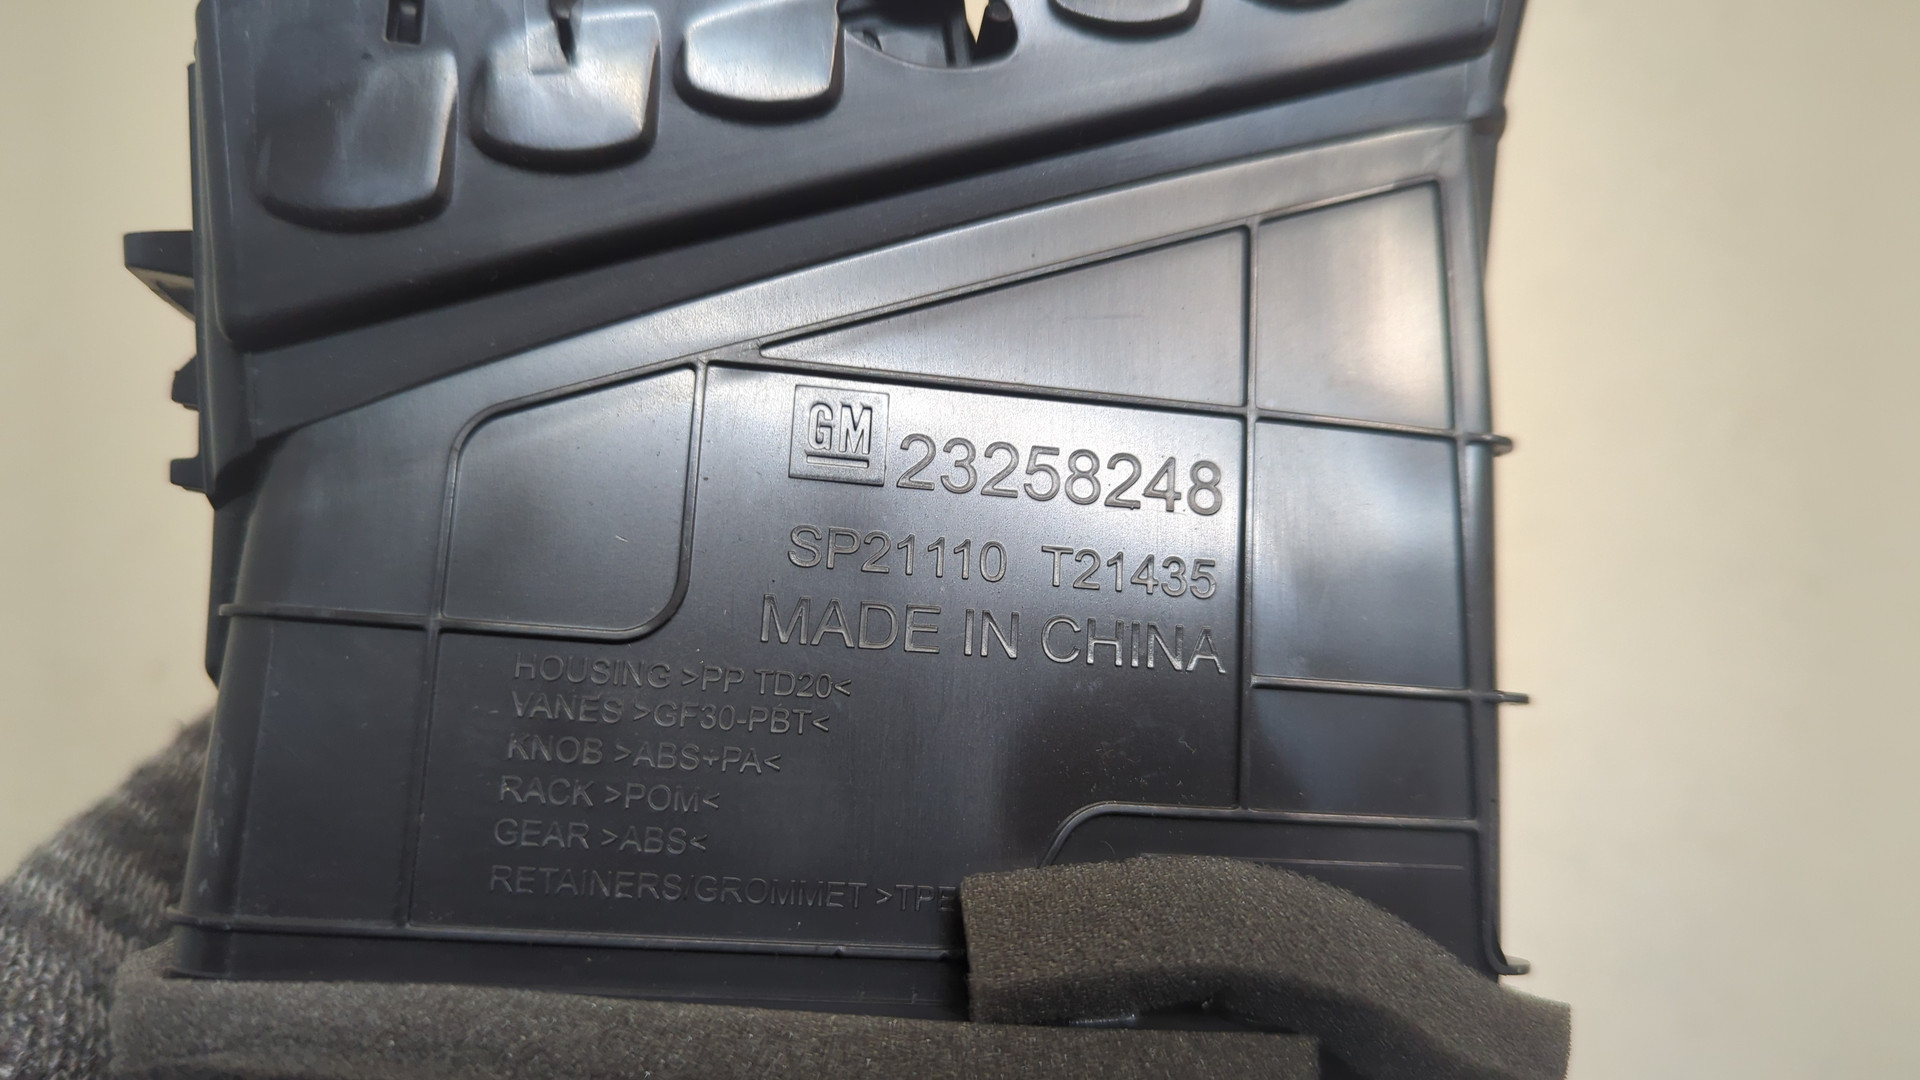 GM 23258248
SP21110 T21435
MADE IN CHINA
HOUSING >PP TD20<
VANES >GF30-PBT<
KNOB >ABS+PA<
RACK >POM<
GEAR >ABS<
RETAINERS/GROMMET >TPE